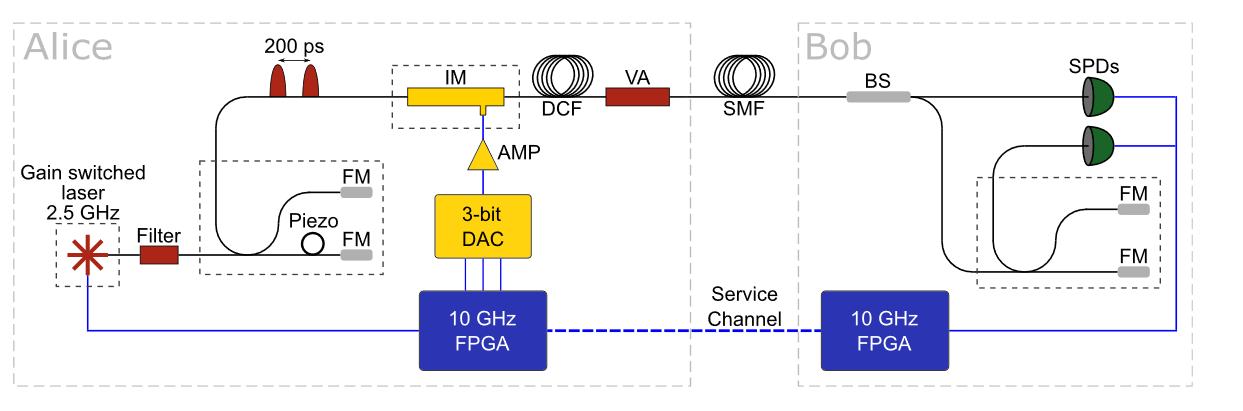 Alice
200 ps
IM
DCF
VA
SMF
AMP
Gain switched
laser
2.5 GHz
Filter
FM
Piezo
FM
3-bit
DAC
10 GHz
FPGA
Service
Channel
Bob
BS
SPDs
FM
FM
10 GHz
FPGA